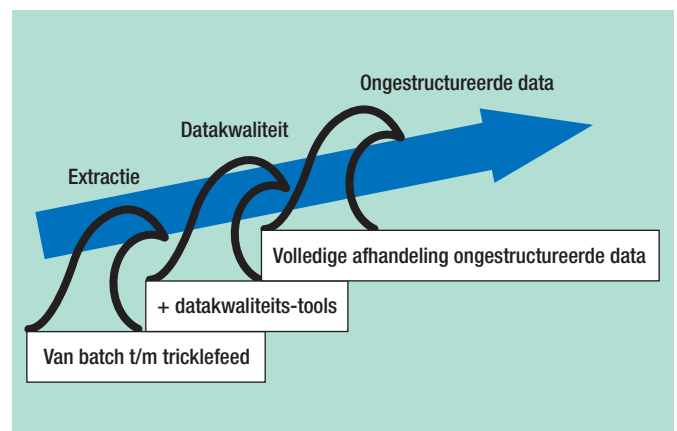 Ongestructureerde data
Datakwaliteit
Extractie
Volledige afhandeling ongestructureerde data
+ datakwaliteits-tools
Van batch t/m tricklefeed